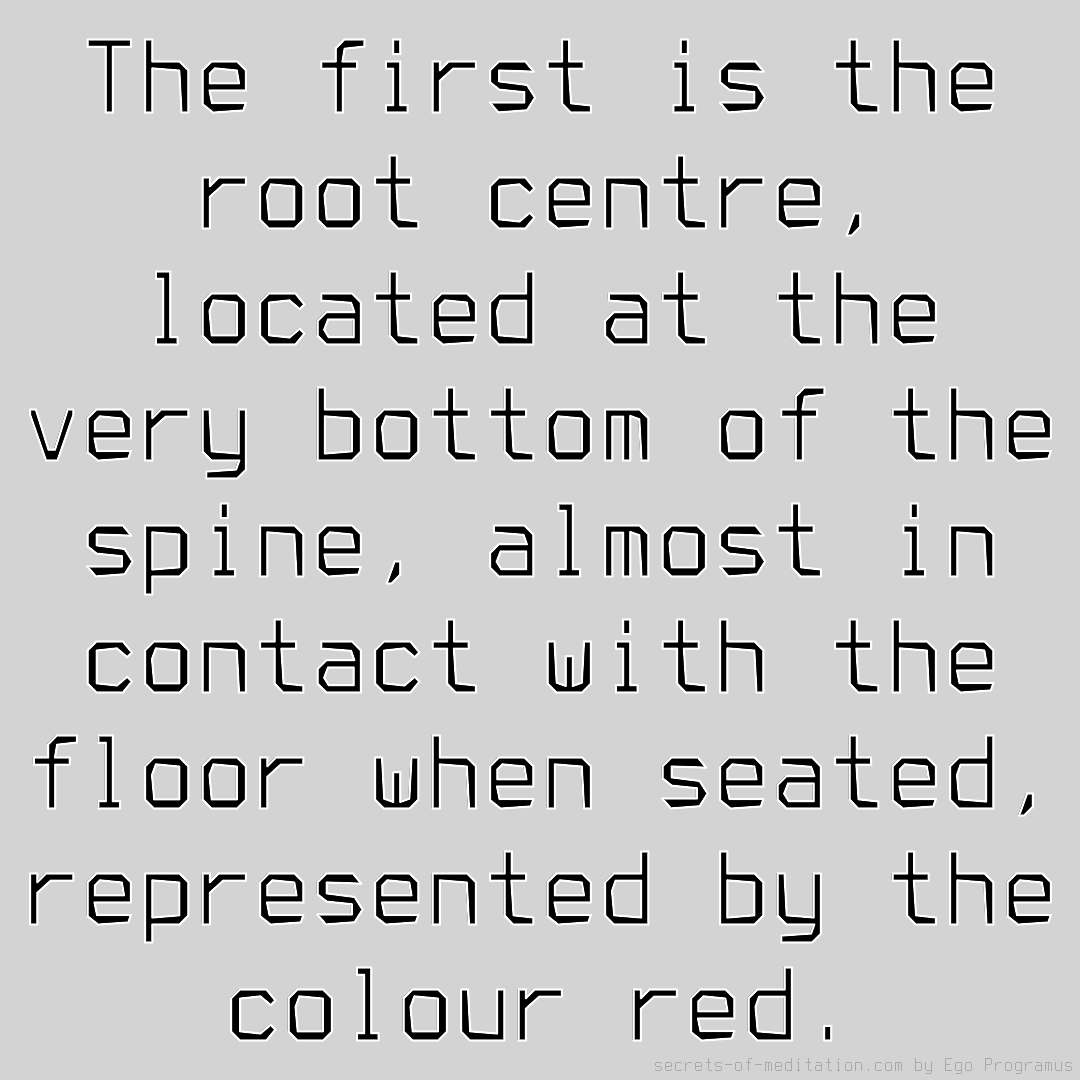 The first is the
root centre,
located at the
very bottom of the
spine, almost in
contact with the
floor when seated,
represented by the
colour red.
secrets-of-meditation.com by Ego Programus